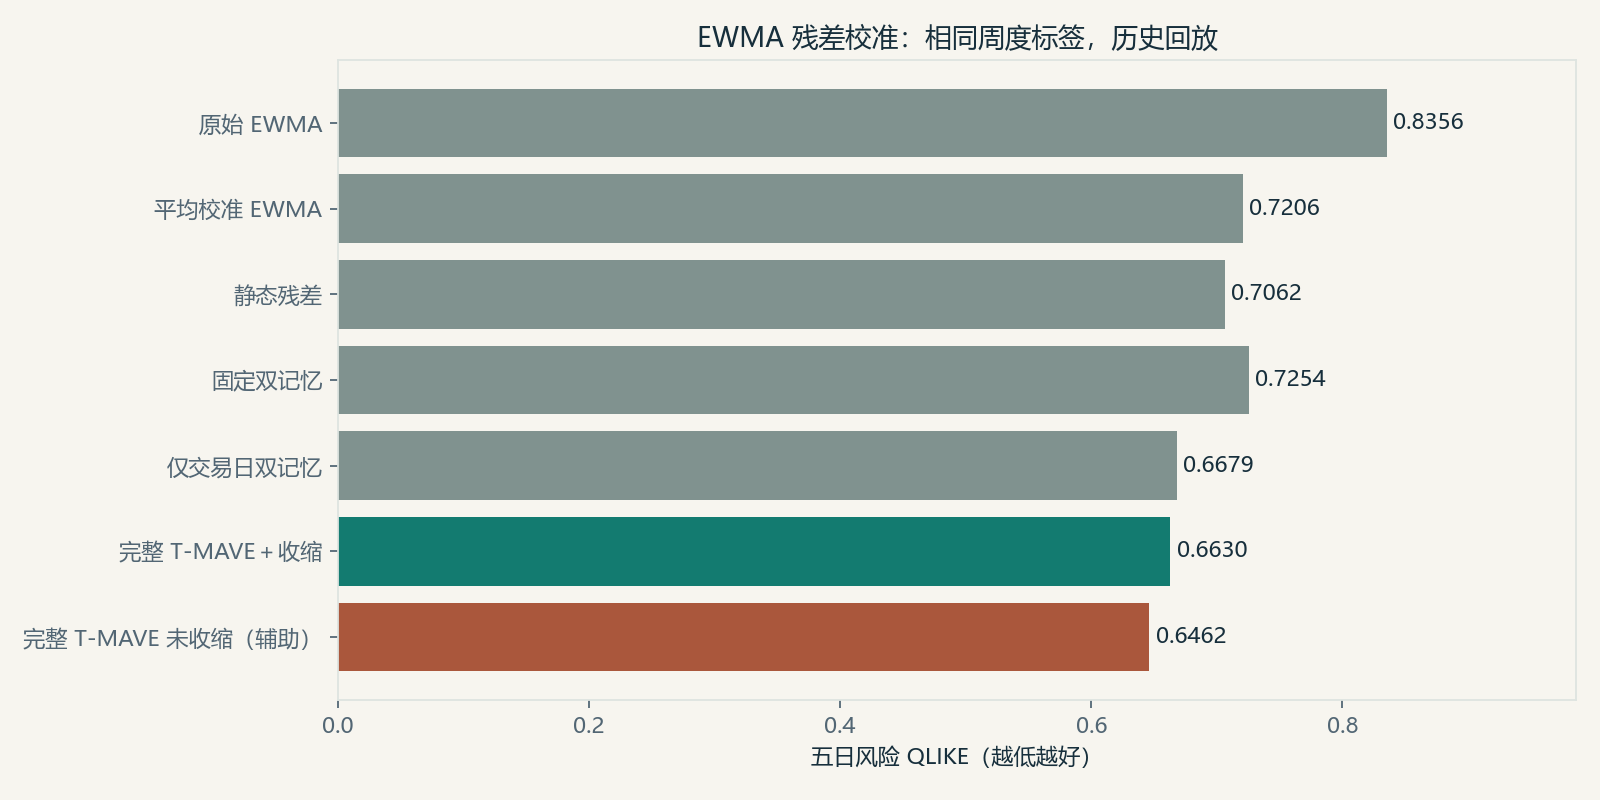 EWMA 残差校准：相同周度标签，历史回放
原始 EWMA
0.8356
平均校准 EWMA
0.7206
静态残差
0.7062
固定双记忆
0.7254
仅交易日双记忆
0.6679
完整 T-MAVE＋收缩
0.6630
完整 T-MAVE 未收缩（辅助）
0.6462
0.0
0.2
0.4
0.6
0.8
五日风险 QLIKE（越低越好）